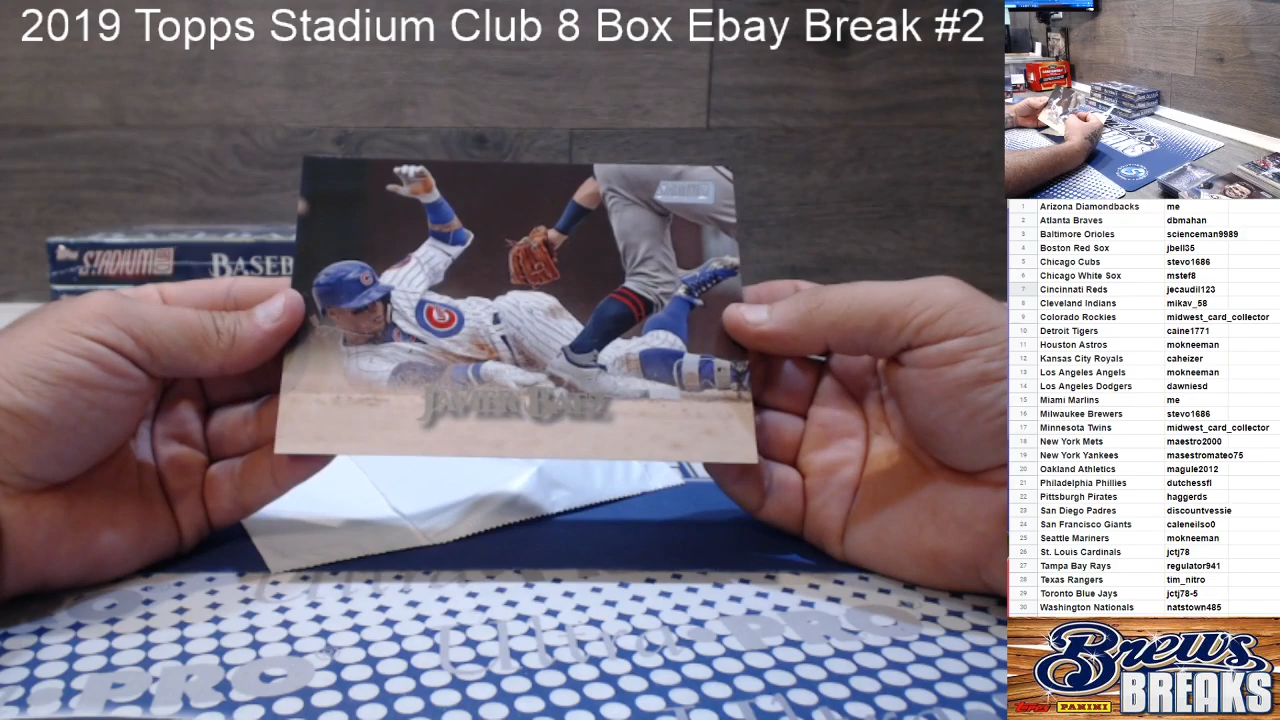 2019 Topps Stadium Club 8 Box Ebay Break #2
STADIUM
BASEB
JAVIER BAEZ
Ultra PRO
PRO
1 Arizona Diamondbacks me
2 Atlanta Braves dbmahan
3 Baltimore Orioles scienceman9989
4 Boston Red Sox jbell35
5 Chicago Cubs stevo1686
6 Chicago White Sox mstef8
7 Cincinnati Reds jecaudil123
8 Cleveland Indians mikav_58
9 Colorado Rockies midwest_card_collector
10 Detroit Tigers caine1771
11 Houston Astros mokneeman
12 Kansas City Royals caheizer
13 Los Angeles Angels mokneeman
14 Los Angeles Dodgers dawniesd
15 Miami Marlins me
16 Milwaukee Brewers stevo1686
17 Minnesota Twins midwest_card_collector
18 New York Mets maestro2000
19 New York Yankees masestromateo75
20 Oakland Athletics magule2012
21 Philadelphia Phillies dutchessfl
22 Pittsburgh Pirates haggerds
23 San Diego Padres discountvessie
24 San Francisco Giants caleneilso0
25 Seattle Mariners mokneeman
26 St. Louis Cardinals jctj78
27 Tampa Bay Rays regulator941
28 Texas Rangers tim_nitro
29 Toronto Blue Jays jctj78-5
30 Washington Nationals natstown485
Brews
BREAKS
Topps PANINI